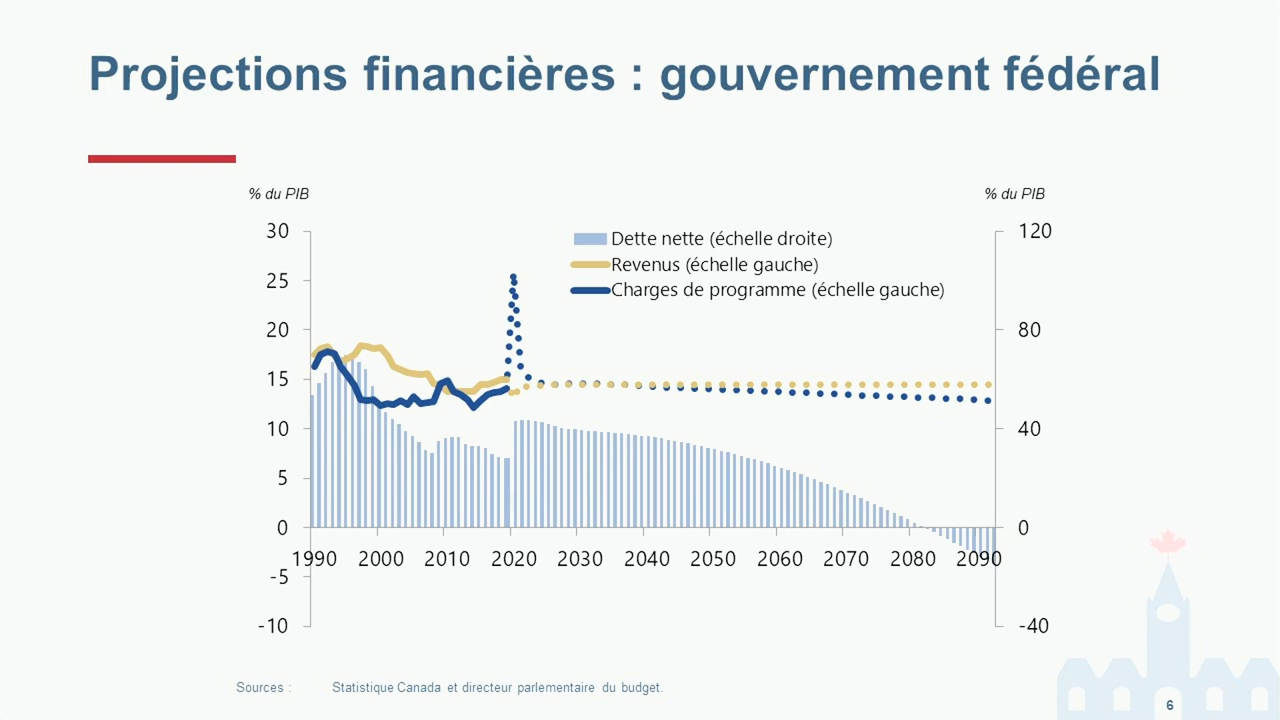 Projections financières : gouvernement fédéral
% du PIB % du PIB
30 120
Dette nette (échelle droite)
Revenus (échelle gauche)
25
Charges de programme (échelle gauche)
20 80
15
10 40
5
0 0
1990 2000 2010 2020 2030 2040 2050 2060 2070 2080 2090
-5
-10 -40
Sources : Statistique Canada et directeur parlementaire du budget.
6